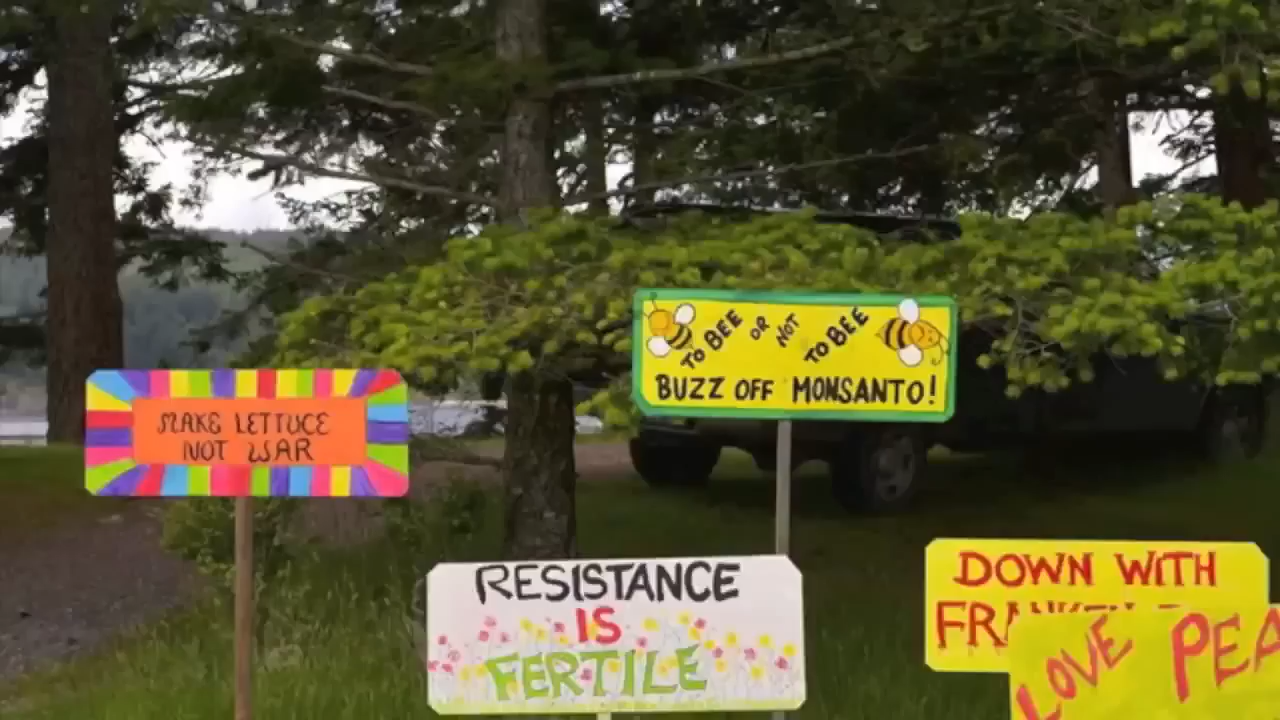 MAKE LETTUCE
NOT WAR
TO BEE OR NOT TO BEE
BUZZ OFF MONSANTO!
RESISTANCE
IS
FERTILE
DOWN WITH
LOVE